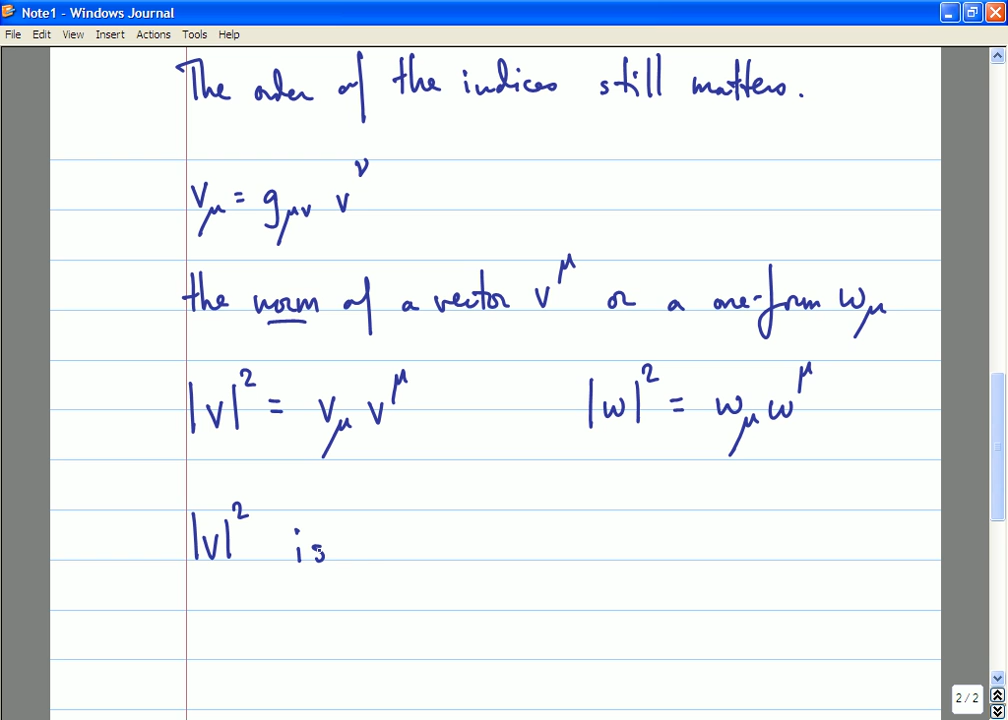 Note1 - Windows Journal
File Edit View Insert Actions Tools Help
The order of the indices still matters.
v_μ = g_μν v^ν
the norm of a vector v^μ or a one-form w_μ
|v|^2 = v_μ v^μ |w|^2 = w_μ w^μ
|v|^2 is
2 / 2